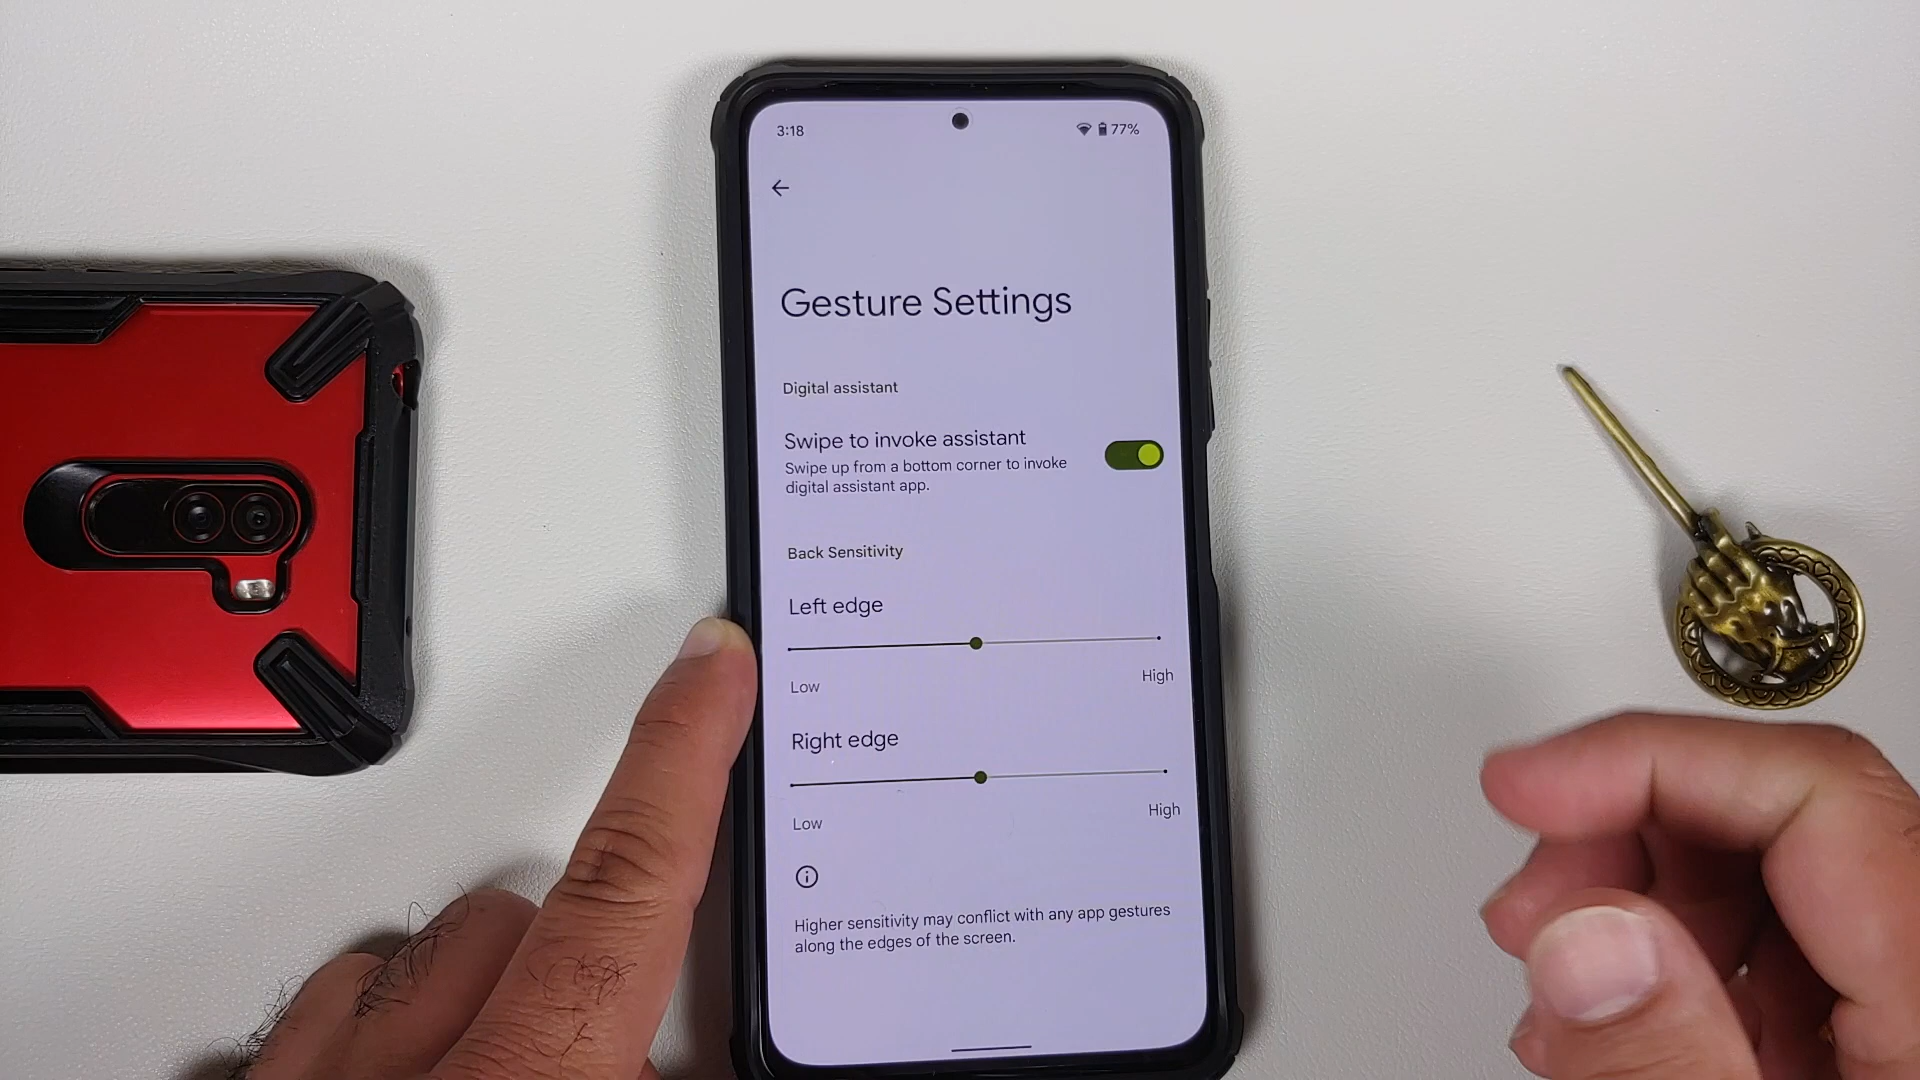 3:18
77%
Gesture Settings
Digital assistant
Swipe to invoke assistant
Swipe up from a bottom corner to invoke
digital assistant app.
Back Sensitivity
Left edge
Low
High
Right edge
Low
High
Higher sensitivity may conflict with any app gestures
along the edges of the screen.